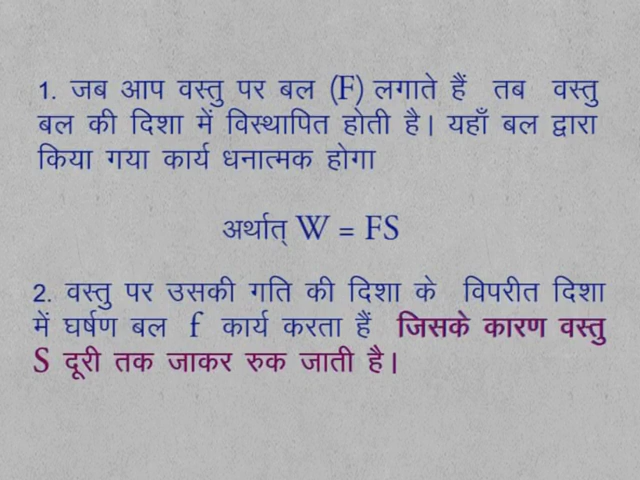 1. जब आप वस्तु पर बल (F) लगाते हैं तब वस्तु
बल की दिशा में विस्थापित होती है। यहाँ बल द्वारा
किया गया कार्य धनात्मक होगा
अर्थात् W = FS
2. वस्तु पर उसकी गति की दिशा के विपरीत दिशा
में घर्षण बल f कार्य करता हैं जिसके कारण वस्तु
S दूरी तक जाकर रुक जाती है।